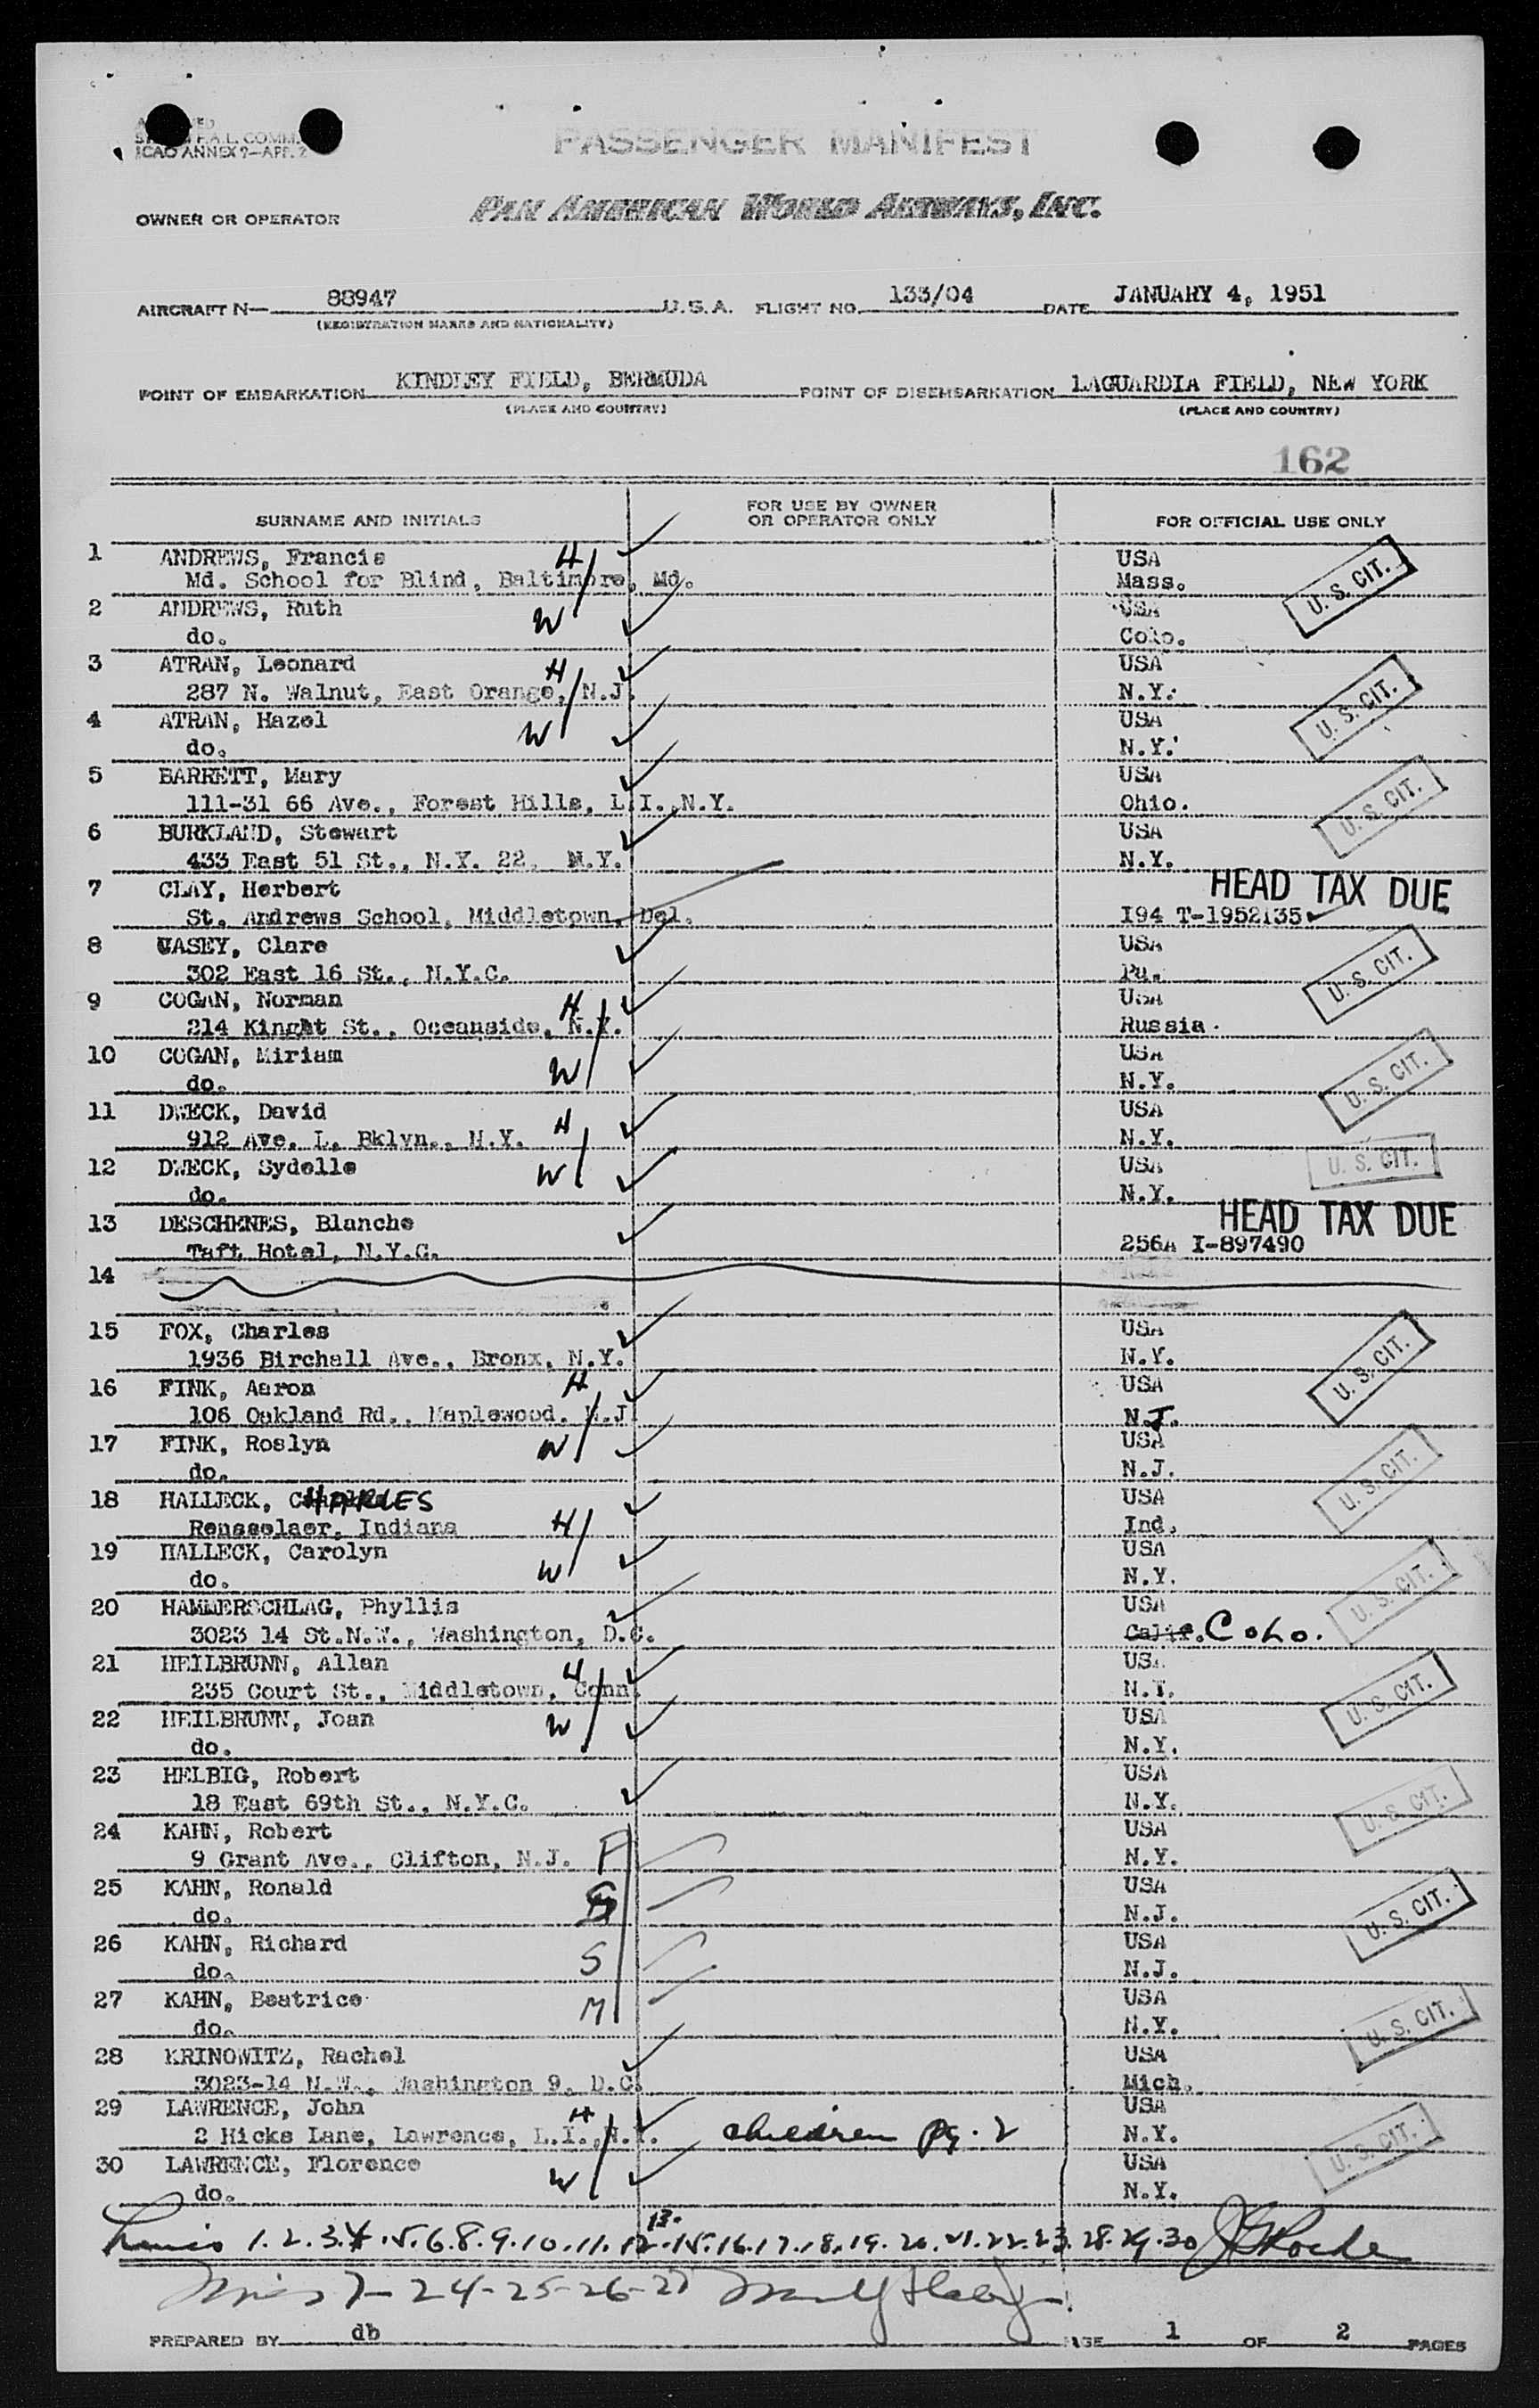 F.A.L. COMM.
ICAO ANNEX 9—APP. 2
PASSENGER MANIFEST
OWNER OR OPERATOR PAN AMERICAN WORLD AIRWAYS, INC.
AIRCRAFT N— 88947 U.S.A. FLIGHT NO. 133/04 DATE JANUARY 4, 1951
(REGISTRATION MARKS AND NATIONALITY)
POINT OF EMBARKATION KINDLEY FIELD, BERMUDA POINT OF DISEMBARKATION LAGUARDIA FIELD, NEW YORK
(PLACE AND COUNTRY) (PLACE AND COUNTRY)
162
SURNAME AND INITIALS FOR USE BY OWNER OR OPERATOR ONLY FOR OFFICIAL USE ONLY
1 ANDREWS, Francis H USA
Md. School for Blind, Baltimore, Md. Mass. U. S. CIT.
2 ANDREWS, Ruth W USA
do. Colo.
3 ATRAN, Leonard H USA
287 N. Walnut, East Orange, N.J. N.Y. U. S. CIT.
4 ATRAN, Hazel W USA
do. N.Y.
5 BARRETT, Mary USA
111-31 66 Ave., Forest Hills, L.I.,N.Y. Ohio. U. S. CIT.
6 BURKLAND, Stewart USA
433 East 51 St., N.Y. 22, N.Y. N.Y.
7 CLAY, Herbert HEAD TAX DUE
St. Andrews School, Middletown, Del. I94 T-1952135
8 CASEY, Clare USA
302 East 16 St., N.Y.C. Pa. U. S. CIT.
9 COGAN, Norman H USA
214 Kinght St., Oceanside, N.Y. Russia
10 COGAN, Miriam W USA
do. N.Y. U. S. CIT.
11 DWECK, David H USA
912 Ave. L, Bklyn., N.Y. N.Y.
12 DWECK, Sydelle W USA U. S. CIT.
do. N.Y.
13 DESCHENES, Blanche HEAD TAX DUE
Taft Hotel, N.Y.C. 256A I-897490
14
15 FOX, Charles USA
1936 Birchall Ave., Bronx, N.Y. N.Y. U. S. CIT.
16 FINK, Aaron H USA
106 Oakland Rd., Maplewood, N.J. N.J.
17 FINK, Roslyn W USA
do. N.J. U. S. CIT.
18 HALLECK, CHARLES USA
Rensselaer, Indiana H Ind.
19 HALLECK, Carolyn W USA
do. N.Y. U. S. CIT.
20 HAMMERSCHLAG, Phyllis USA
3023 14 St.N.W., Washington, D.C. Calif. Colo.
21 HEILBRUNN, Allan H USA
235 Court St., Middletown, Conn. N.Y. U. S. CIT.
22 HEILBRUNN, Joan W USA
do. N.Y.
23 HELBIG, Robert USA
18 East 69th St., N.Y.C. N.Y. U. S. CIT.
24 KAHN, Robert USA
9 Grant Ave., Clifton, N.J. F N.Y.
25 KAHN, Ronald S USA
do. N.J. U. S. CIT.
26 KAHN, Richard S USA
do. N.J.
27 KAHN, Beatrice M USA
do. N.Y. U. S. CIT.
28 KRINOWITZ, Rachel USA
3023-14 N.W., Washington 9, D.C. Mich.
29 LAWRENCE, John H USA
2 Hicks Lane, Lawrence, L.I.,N.Y. children pg. 2 N.Y. U. S. CIT.
30 LAWRENCE, Florence W USA
do. N.Y.
1.2.3.4.5.6.8.9.10.11.12.13.15.16.17.18.19.20.21.22.23.28.29.30
7-24-25-26-27
PREPARED BY db PAGE 1 OF 2 PAGES